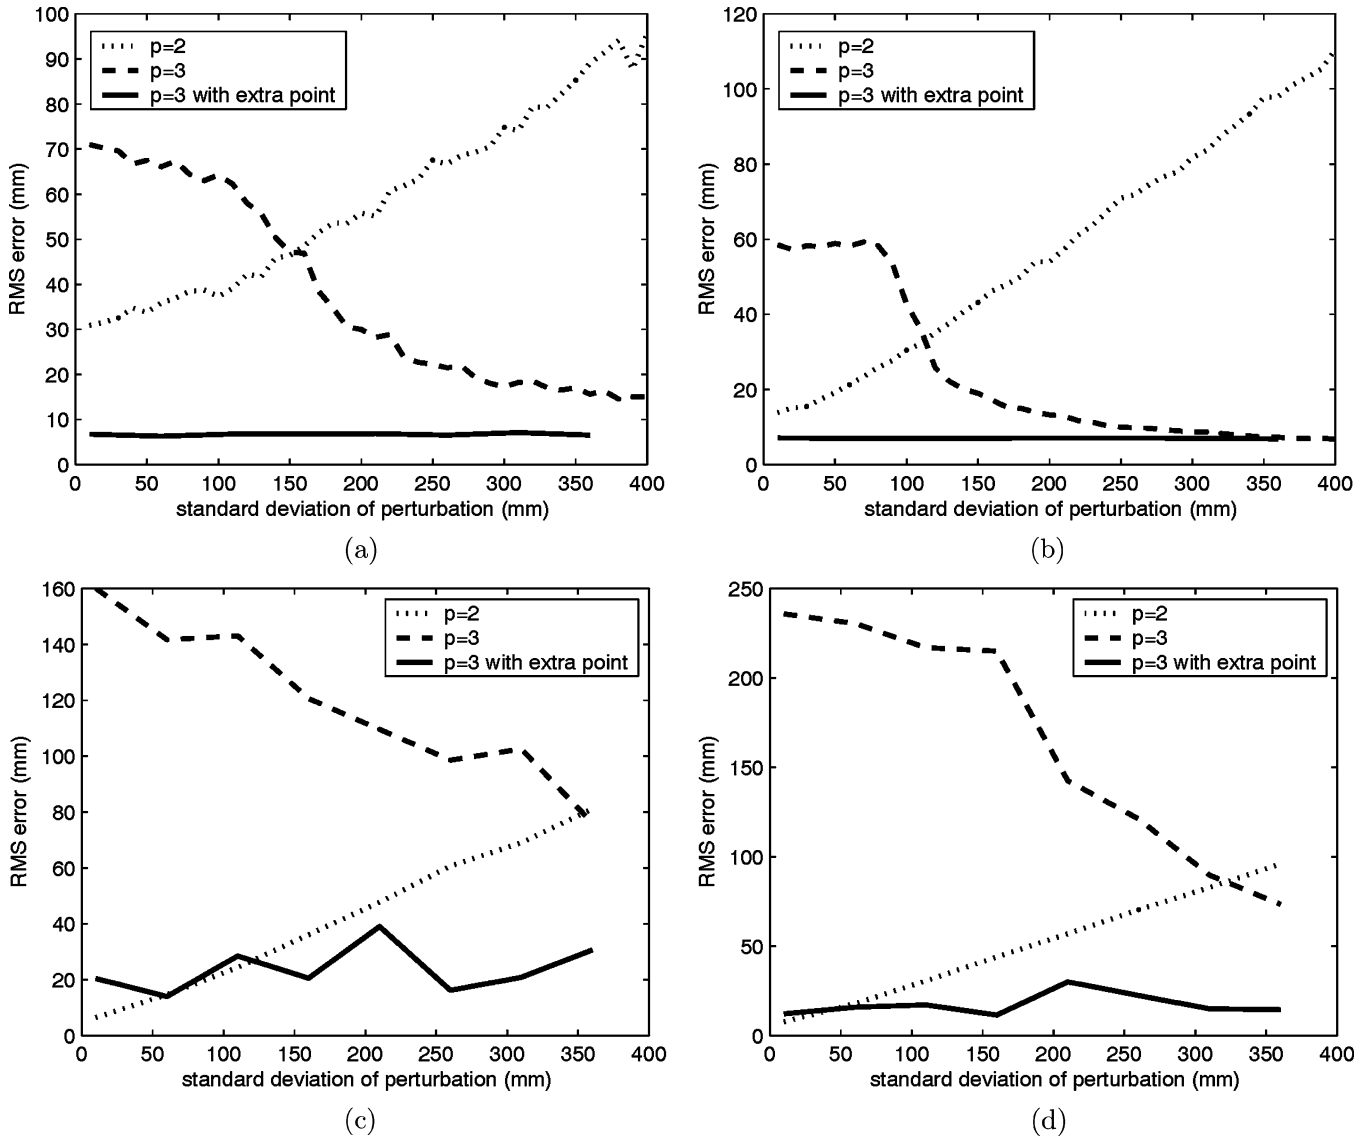 100
90
80
70
60
50
40
30
20
10
0
RMS error (mm)
p=2
p=3
p=3 with extra point
0 50 100 150 200 250 300 350 400
standard deviation of perturbation (mm)
(a)
120
100
80
60
40
20
0
RMS error (mm)
p=2
p=3
p=3 with extra point
0 50 100 150 200 250 300 350 400
standard deviation of perturbation (mm)
(b)
160
140
120
100
80
60
40
20
0
RMS error (mm)
p=2
p=3
p=3 with extra point
0 50 100 150 200 250 300 350 400
standard deviation of perturbation (mm)
(c)
250
200
150
100
50
0
RMS error (mm)
p=2
p=3
p=3 with extra point
0 50 100 150 200 250 300 350 400
standard deviation of perturbation (mm)
(d)